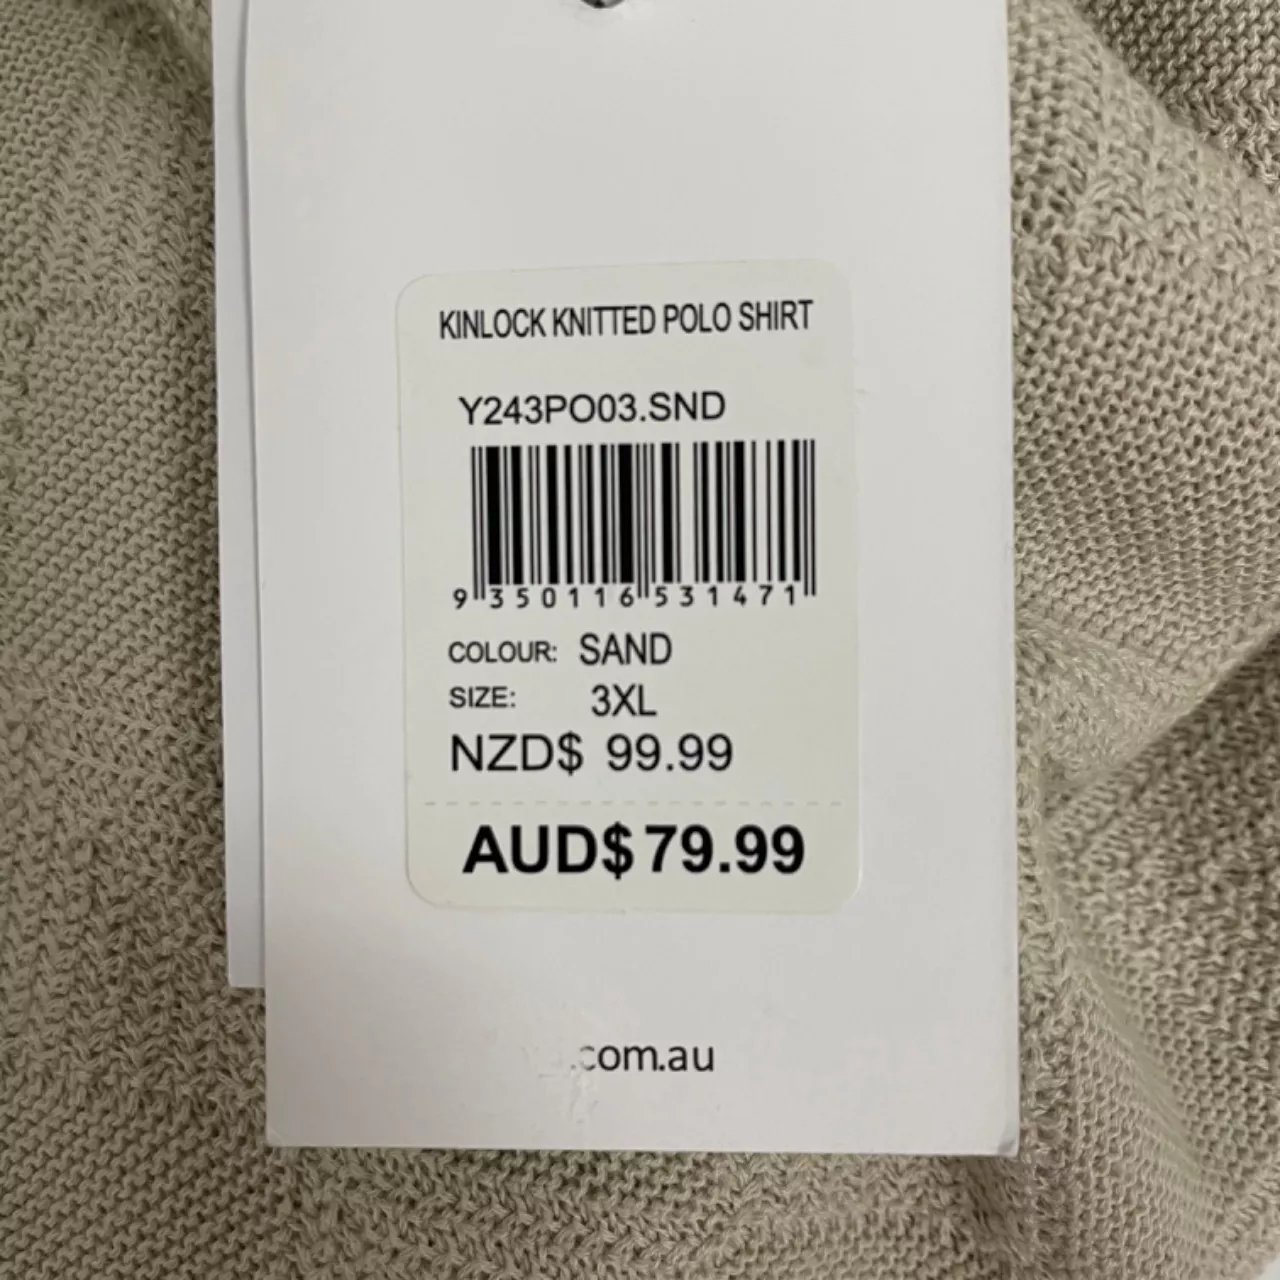 KINLOCK KNITTED POLO SHIRT
Y243PO03.SND
9 350116 531471
COLOUR: SAND
SIZE: 3XL
NZD$ 99.99
AUD$ 79.99
.com.au